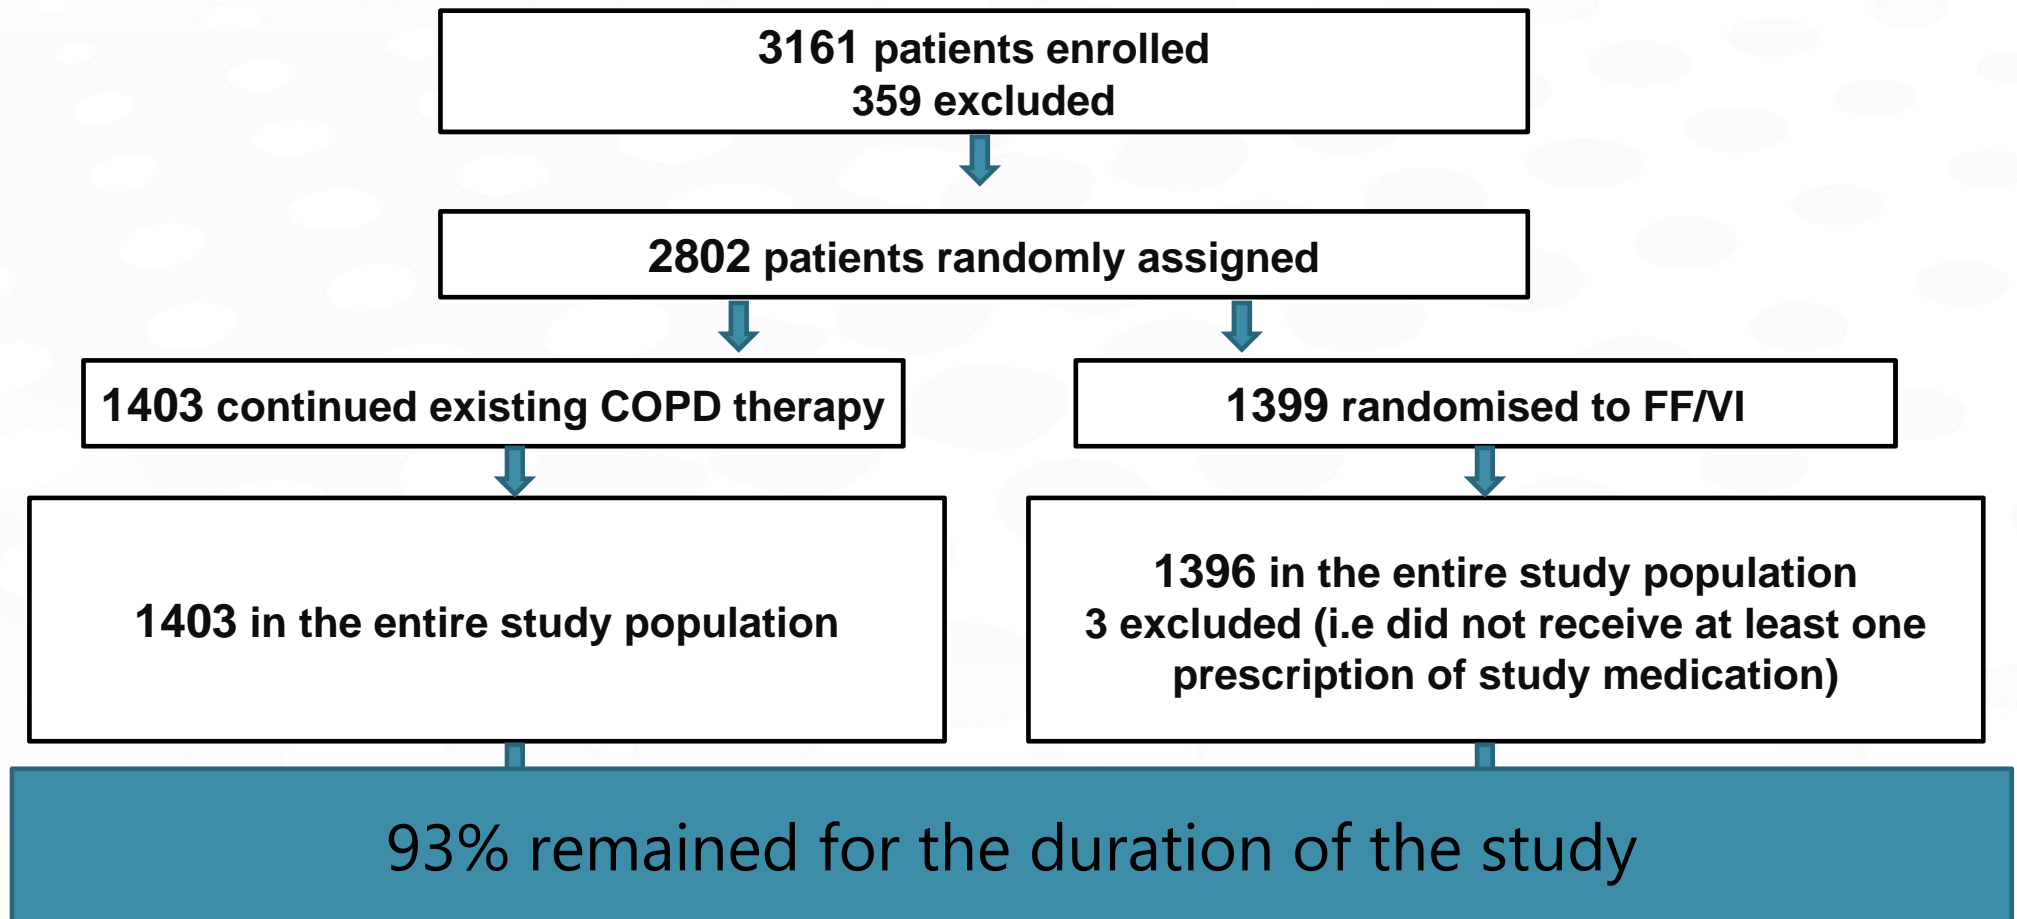 3161 patients enrolled
359 excluded
2802 patients randomly assigned
1403 continued existing COPD therapy
1399 randomised to FF/VI
1403 in the entire study population
1396 in the entire study population
3 excluded (i.e did not receive at least one
prescription of study medication)
93% remained for the duration of the study